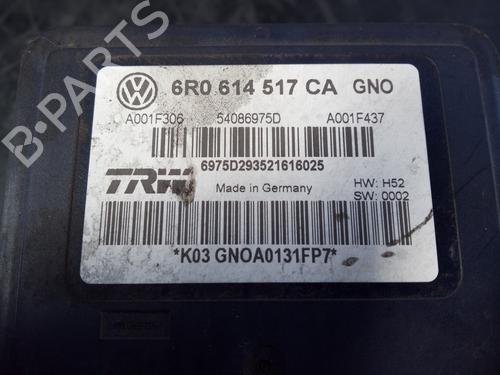 6R0 614 517 CA GNO
A001F306 54086975D A001F437
6975D293521616025
TRW Made in Germany HW: H52
SW: 0002
*K03 GNOA0131FP7*
B-PARTS